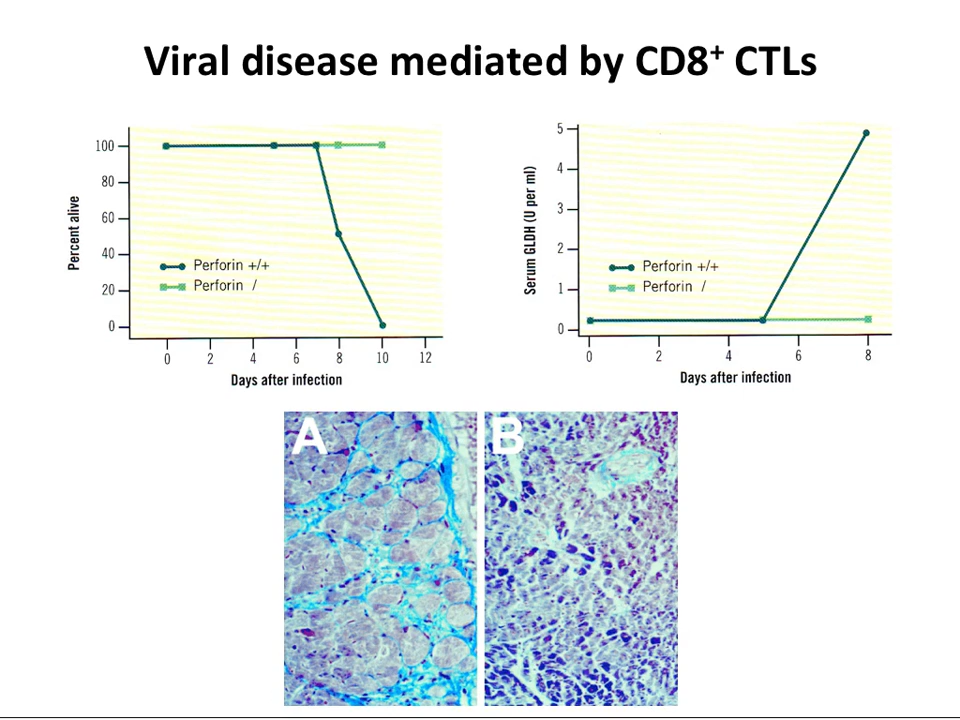 Viral disease mediated by CD8⁺ CTLs
100
80
60
40
20
0
Percent alive
Perforin +/+
Perforin /
0 2 4 6 8 10 12
Days after infection
5
4
3
2
1
0
Serum GLDH (U per ml)
Perforin +/+
Perforin /
0 2 4 6 8
Days after infection
A
B